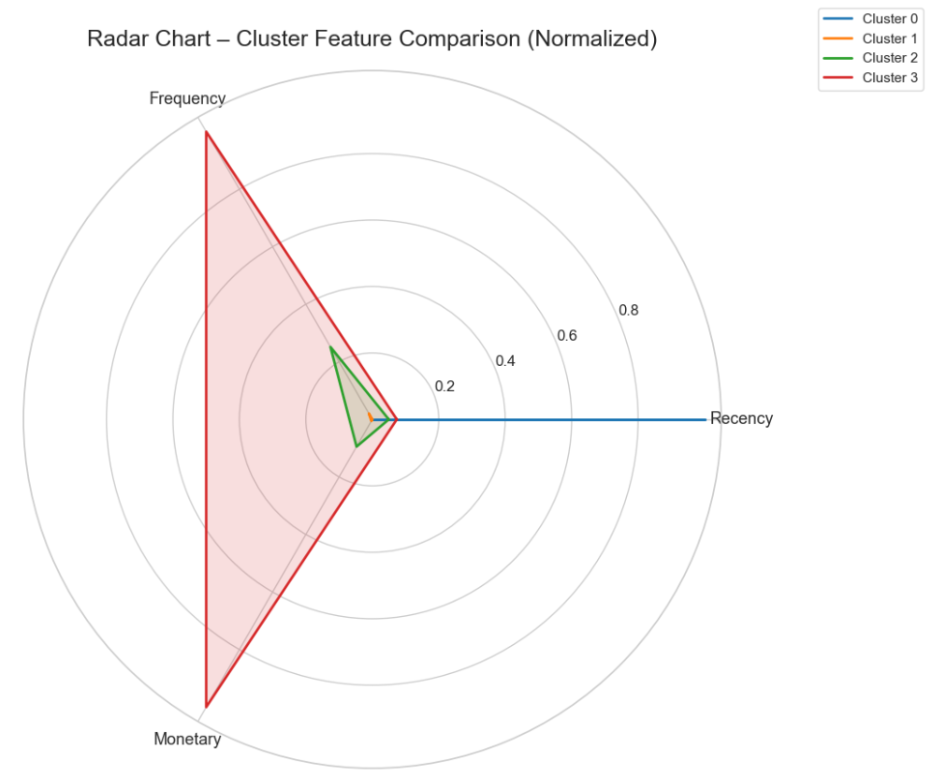 Radar Chart – Cluster Feature Comparison (Normalized)
Cluster 0
Cluster 1
Cluster 2
Cluster 3
Frequency
0.8
0.6
0.4
0.2
Recency
Monetary